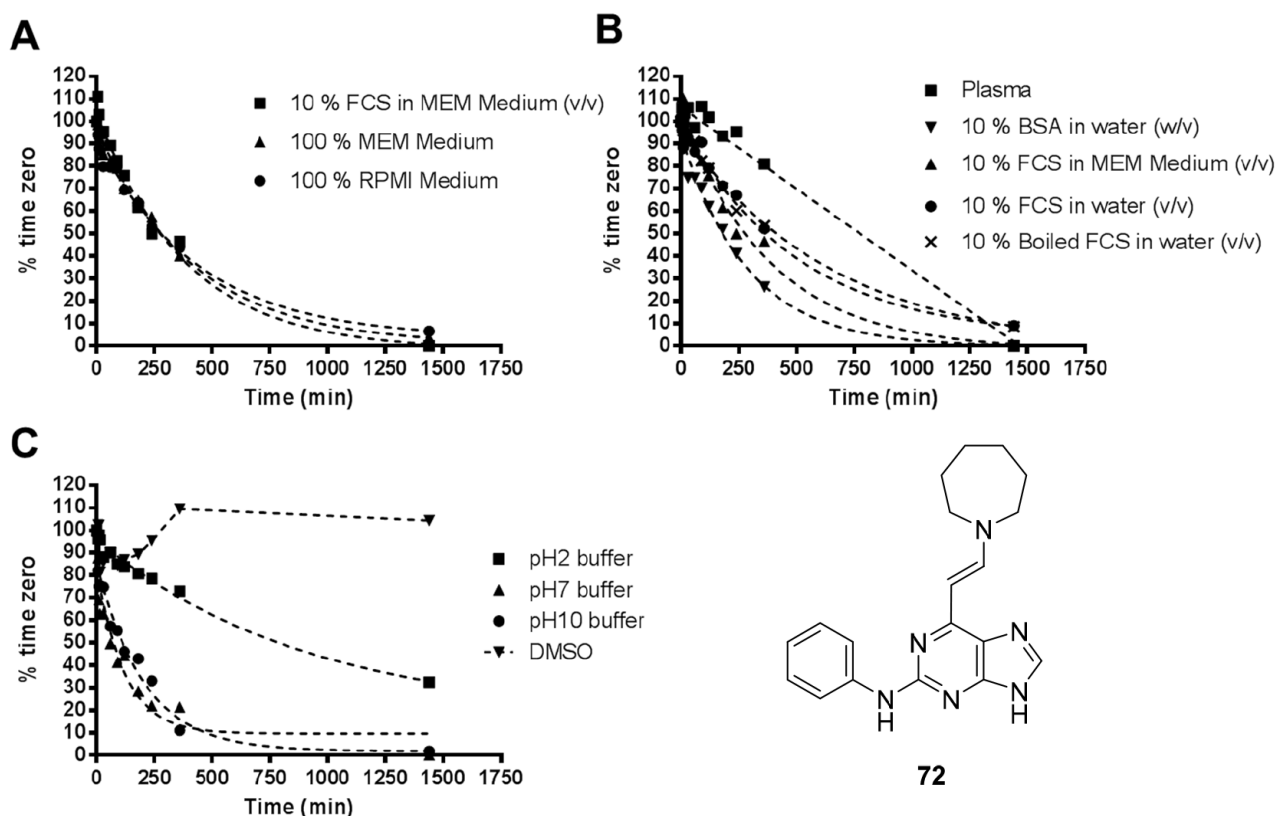 A
120
110
100
90
80
70
60
50
40
30
20
10
0
% time zero
0 250 500 750 1000 1250 1500 1750
Time (min)
10 % FCS in MEM Medium (v/v)
100 % MEM Medium
100 % RPMI Medium
B
120
110
100
90
80
70
60
50
40
30
20
10
0
% time zero
0 250 500 750 1000 1250 1500 1750
Time (min)
Plasma
10 % BSA in water (w/v)
10 % FCS in MEM Medium (v/v)
10 % FCS in water (v/v)
10 % Boiled FCS in water (v/v)
C
120
110
100
90
80
70
60
50
40
30
20
10
0
% time zero
0 250 500 750 1000 1250 1500 1750
Time (min)
pH2 buffer
pH7 buffer
pH10 buffer
DMSO
N
N N
N N N
H H
72